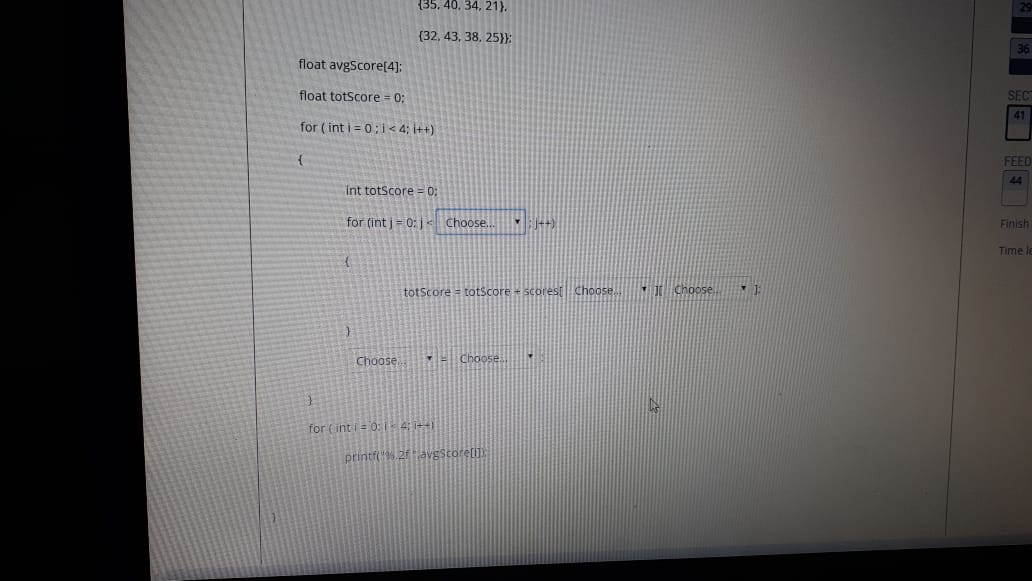 {35, 40, 34, 21},
{32, 43, 38, 25}};
float avgScore[4];
float totScore = 0;
for ( int i = 0 ; i < 4; i++)
{
int totScore = 0;
for (int j = 0; j < Choose... ; j++)
{
totScore = totScore + scores[ Choose... ][ Choose... ];
}
Choose... = Choose... ;
}
for ( int i = 0; i < 4; i++)
printf("%.2f ",avgScore[i]);
}
29
36
SEC
41
FEED
44
Finish
Time le